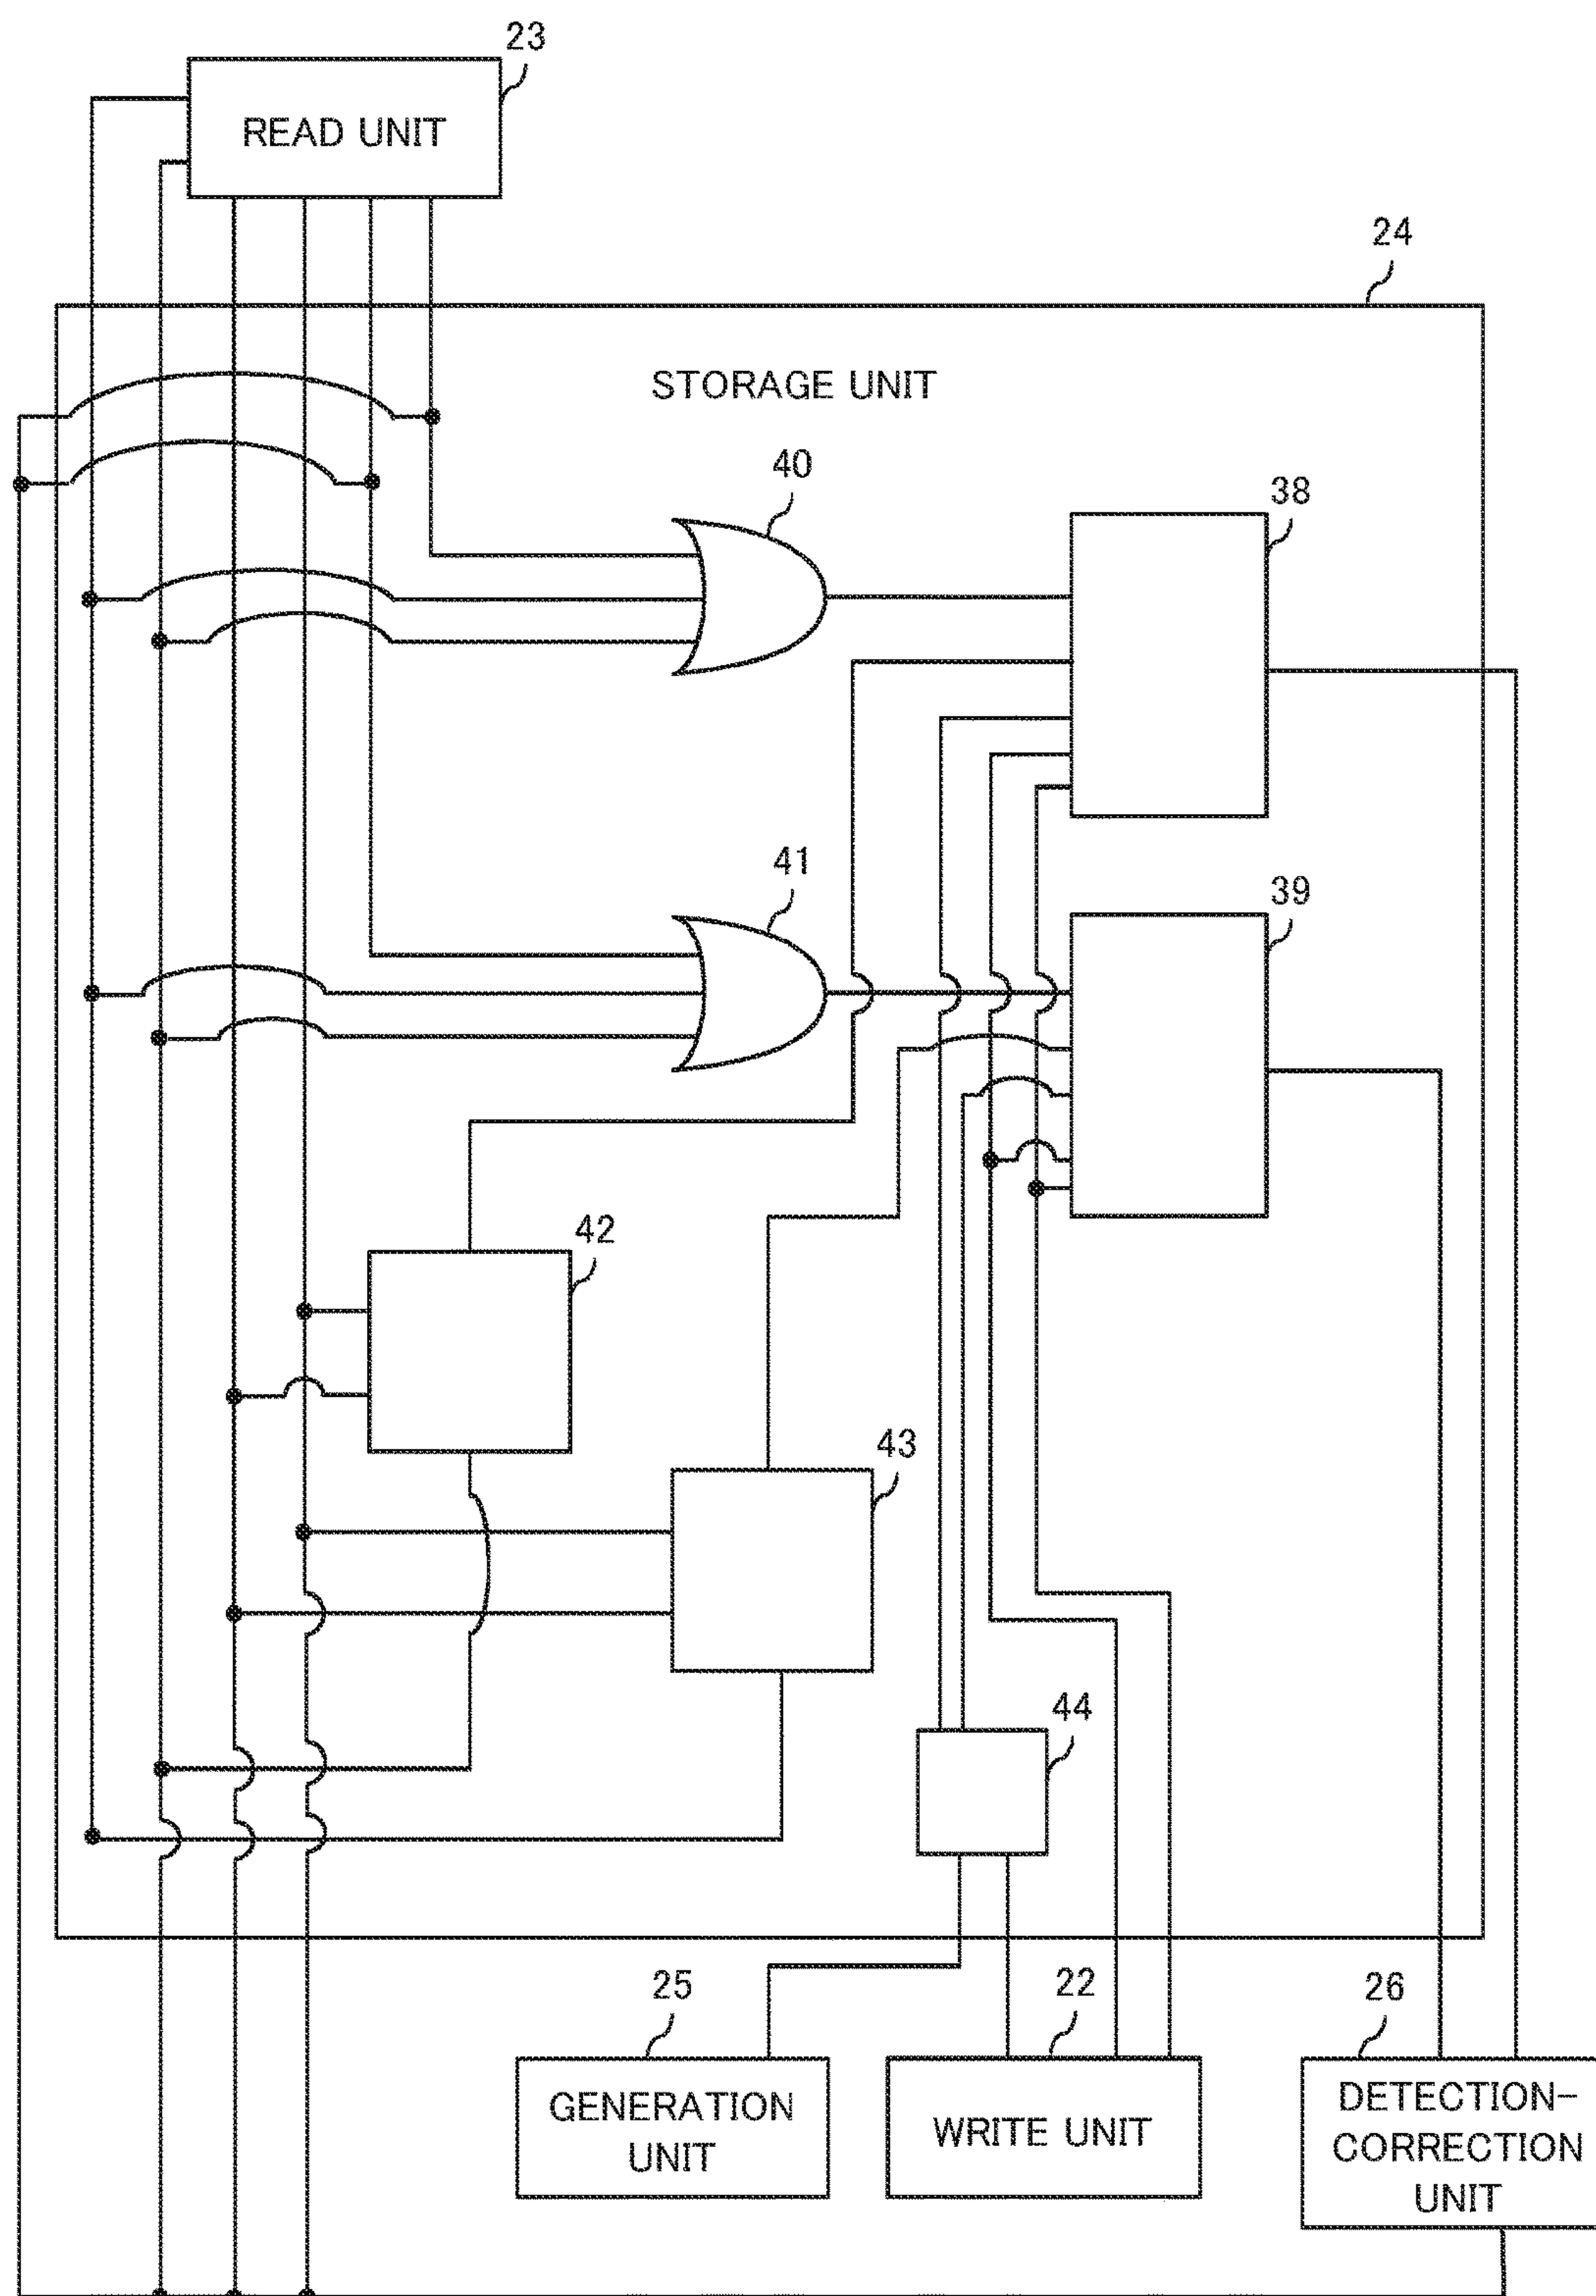 23
READ UNIT
24
STORAGE UNIT
40
38
41
39
42
43
44
25
22
26
GENERATION
UNIT
WRITE UNIT
DETECTION-
CORRECTION
UNIT